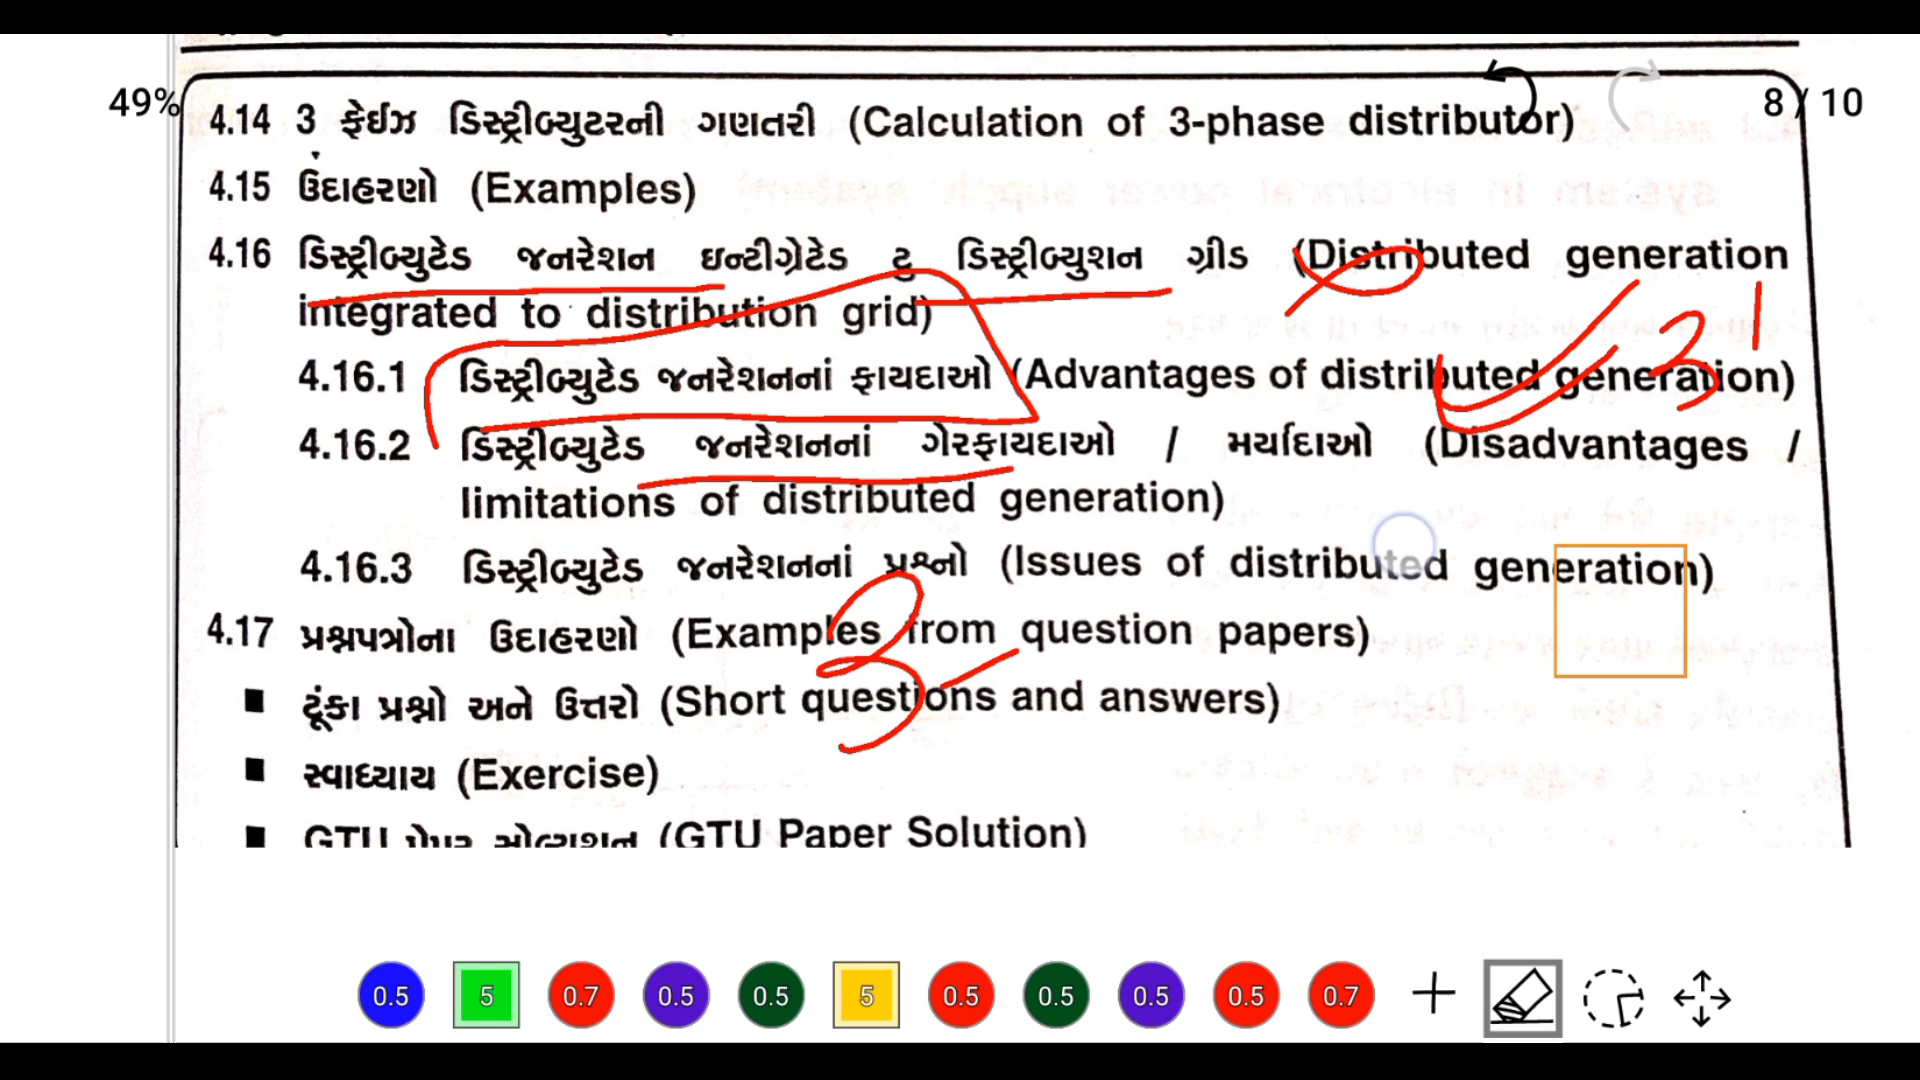 49%
8 / 10
4.14 3 ફેઈઝ ડિસ્ટ્રીબ્યુટરની ગણતરી (Calculation of 3-phase distributor)
4.15 ઉદાહરણો (Examples)
4.16 ડિસ્ટ્રીબ્યુટેડ જનરેશન ઇન્ટીગ્રેટેડ ટુ ડિસ્ટ્રીબ્યુશન ગ્રીડ (Distributed generation
integrated to distribution grid)
4.16.1 ડિસ્ટ્રીબ્યુટેડ જનરેશનનાં ફાયદાઓ (Advantages of distributed generation)
3
4.16.2 ડિસ્ટ્રીબ્યુટેડ જનરેશનનાં ગેરફાયદાઓ / મર્યાદાઓ (Disadvantages /
limitations of distributed generation)
4.16.3 ડિસ્ટ્રીબ્યુટેડ જનરેશનનાં પ્રશ્નો (Issues of distributed generation)
4.17 પ્રશ્નપત્રોના ઉદાહરણો (Examples from question papers)
3
■ ટૂંકા પ્રશ્નો અને ઉત્તરો (Short questions and answers)
■ સ્વાધ્યાય (Exercise)
■ GTU પેપર સોલ્યુશન (GTU Paper Solution)
0.5 5 0.7 0.5 0.5 5 0.5 0.5 0.5 0.5 0.7